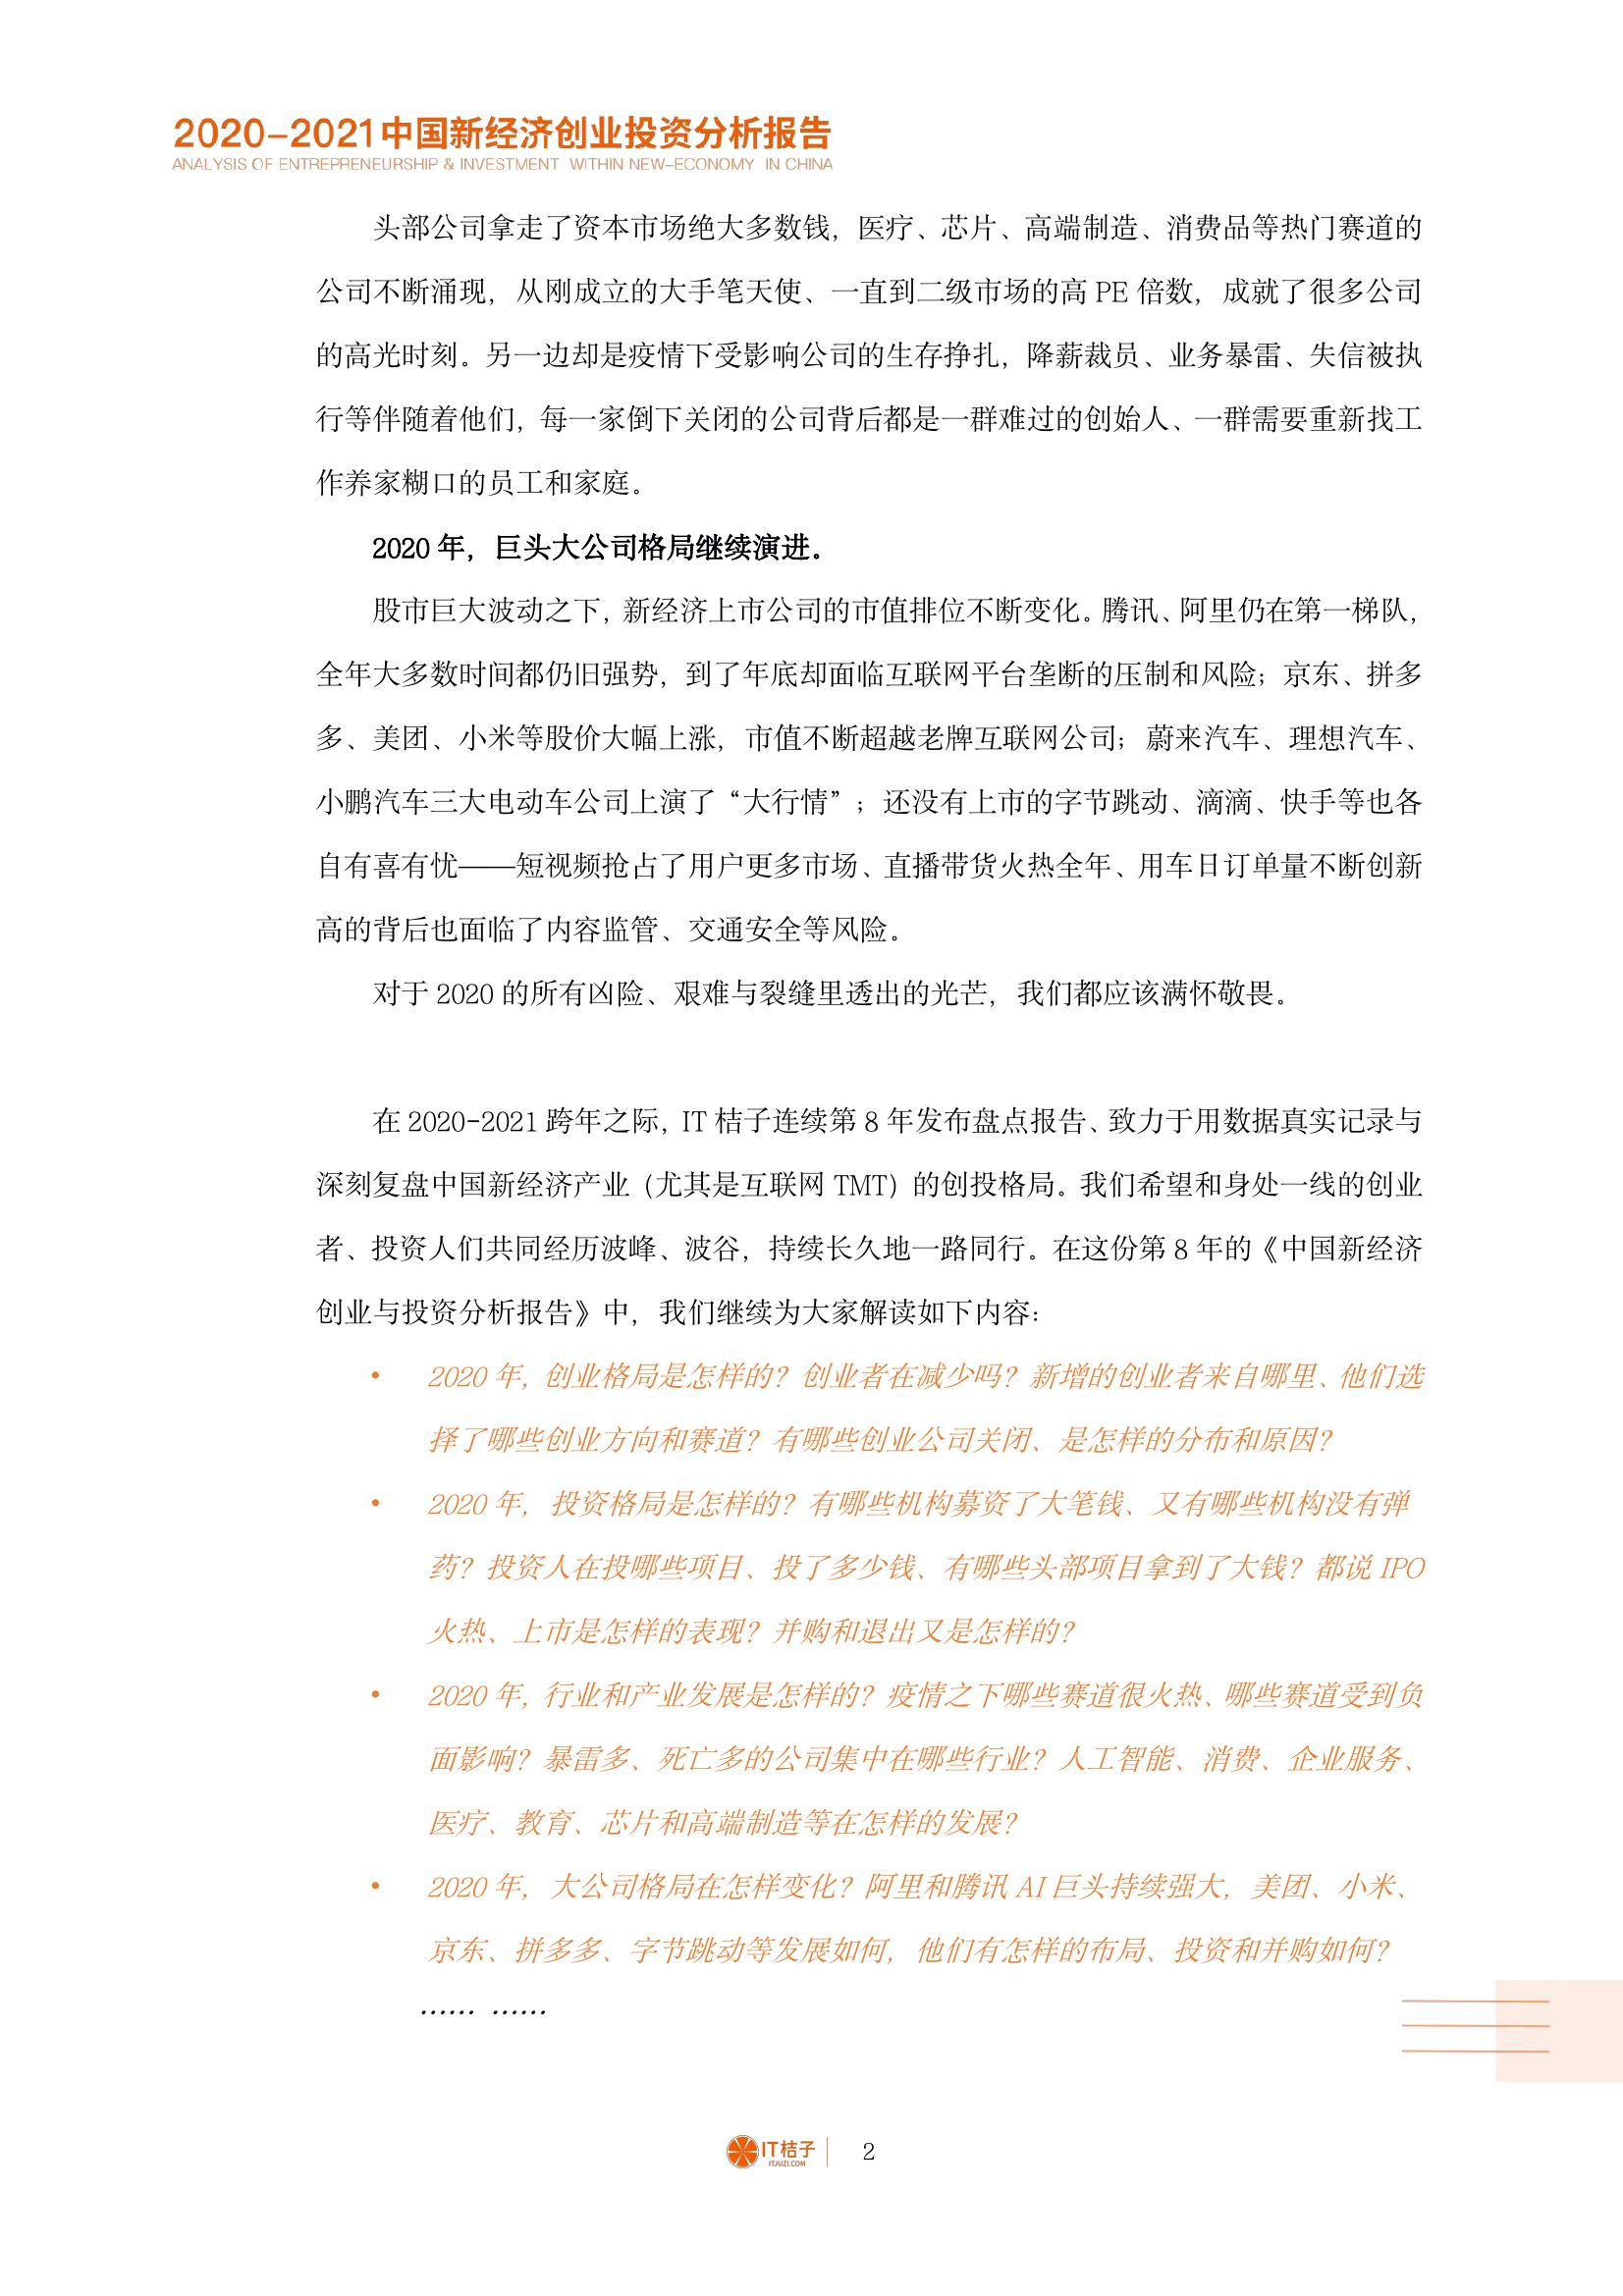 2020-2021中国新经济创业投资分析报告
ANALYSIS OF ENTREPRENEURSHIP & INVESTMENT WITHIN NEW-ECONOMY IN CHINA
头部公司拿走了资本市场绝大多数钱，医疗、芯片、高端制造、消费品等热门赛道的
公司不断涌现，从刚成立的大手笔天使、一直到二级市场的高 PE 倍数，成就了很多公司
的高光时刻。另一边却是疫情下受影响公司的生存挣扎，降薪裁员、业务暴雷、失信被执
行等伴随着他们，每一家倒下关闭的公司背后都是一群难过的创始人、一群需要重新找工
作养家糊口的员工和家庭。
2020 年，巨头大公司格局继续演进。
股市巨大波动之下，新经济上市公司的市值排位不断变化。腾讯、阿里仍在第一梯队，
全年大多数时间都仍旧强势，到了年底却面临互联网平台垄断的压制和风险；京东、拼多
多、美团、小米等股价大幅上涨，市值不断超越老牌互联网公司；蔚来汽车、理想汽车、
小鹏汽车三大电动车公司上演了“大行情”；还没有上市的字节跳动、滴滴、快手等也各
自有喜有忧——短视频抢占了用户更多市场、直播带货火热全年、用车日订单量不断创新
高的背后也面临了内容监管、交通安全等风险。
对于 2020 的所有凶险、艰难与裂缝里透出的光芒，我们都应该满怀敬畏。
在 2020-2021 跨年之际，IT 桔子连续第 8 年发布盘点报告、致力于用数据真实记录与
深刻复盘中国新经济产业（尤其是互联网 TMT）的创投格局。我们希望和身处一线的创业
者、投资人们共同经历波峰、波谷，持续长久地一路同行。在这份第 8 年的《中国新经济
创业与投资分析报告》中，我们继续为大家解读如下内容：
• 2020 年，创业格局是怎样的？创业者在减少吗？新增的创业者来自哪里、他们选
择了哪些创业方向和赛道？有哪些创业公司关闭、是怎样的分布和原因？
• 2020 年，投资格局是怎样的？有哪些机构募资了大笔钱、又有哪些机构没有弹
药？投资人在投哪些项目、投了多少钱、有哪些头部项目拿到了大钱？都说 IPO
火热、上市是怎样的表现？并购和退出又是怎样的？
• 2020 年，行业和产业发展是怎样的？疫情之下哪些赛道很火热、哪些赛道受到负
面影响？暴雷多、死亡多的公司集中在哪些行业？人工智能、消费、企业服务、
医疗、教育、芯片和高端制造等在怎样的发展？
• 2020 年，大公司格局在怎样变化？阿里和腾讯 AI 巨头持续强大，美团、小米、
京东、拼多多、字节跳动等发展如何，他们有怎样的布局、投资和并购如何？
…… ……
IT桔子
ITJUZI.COM
2